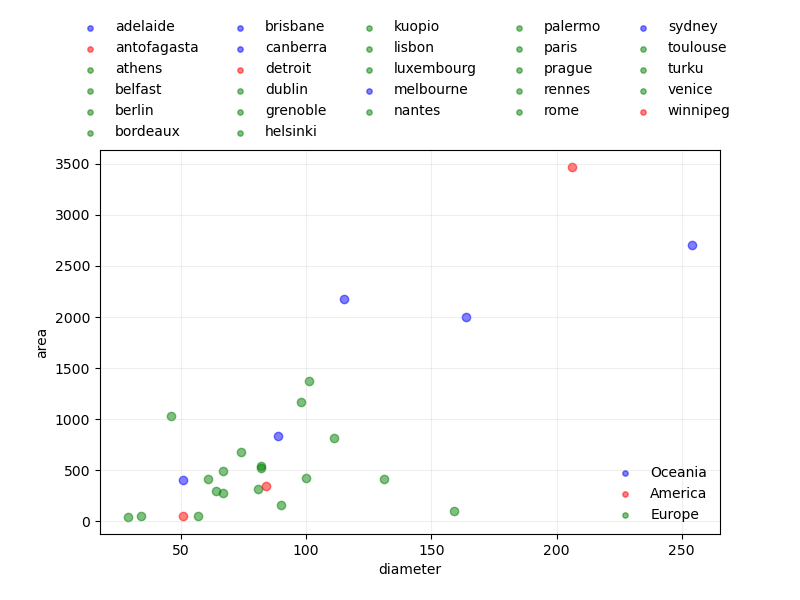 adelaide brisbane kuopio palermo sydney
antofagasta canberra lisbon paris toulouse
athens detroit luxembourg prague turku
belfast dublin melbourne rennes venice
berlin grenoble nantes rome winnipeg
bordeaux helsinki
3500
3000
2500
2000
1500
1000
500
0
area
Oceania
America
Europe
50 100 150 200 250
diameter